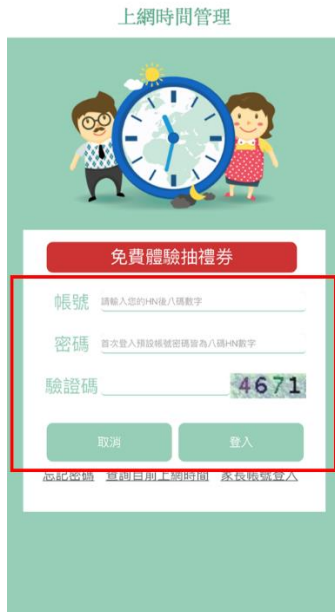 上網時間管理
免費體驗抽禮券
帳號 請輸入您的HN後八碼數字
密碼 首次登入預設帳號密碼皆為八碼HN數字
驗證碼 4671
取消 登入
忘記密碼 查詢目前上網時間 家長帳號登入